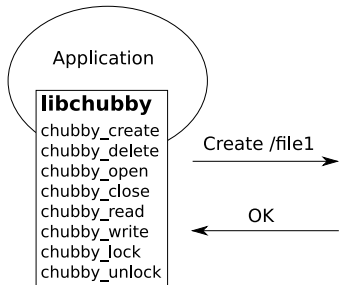 Application
libchubby
chubby_create
chubby_delete
chubby_open
chubby_close
chubby_read
chubby_write
chubby_lock
chubby_unlock
Create /file1
OK